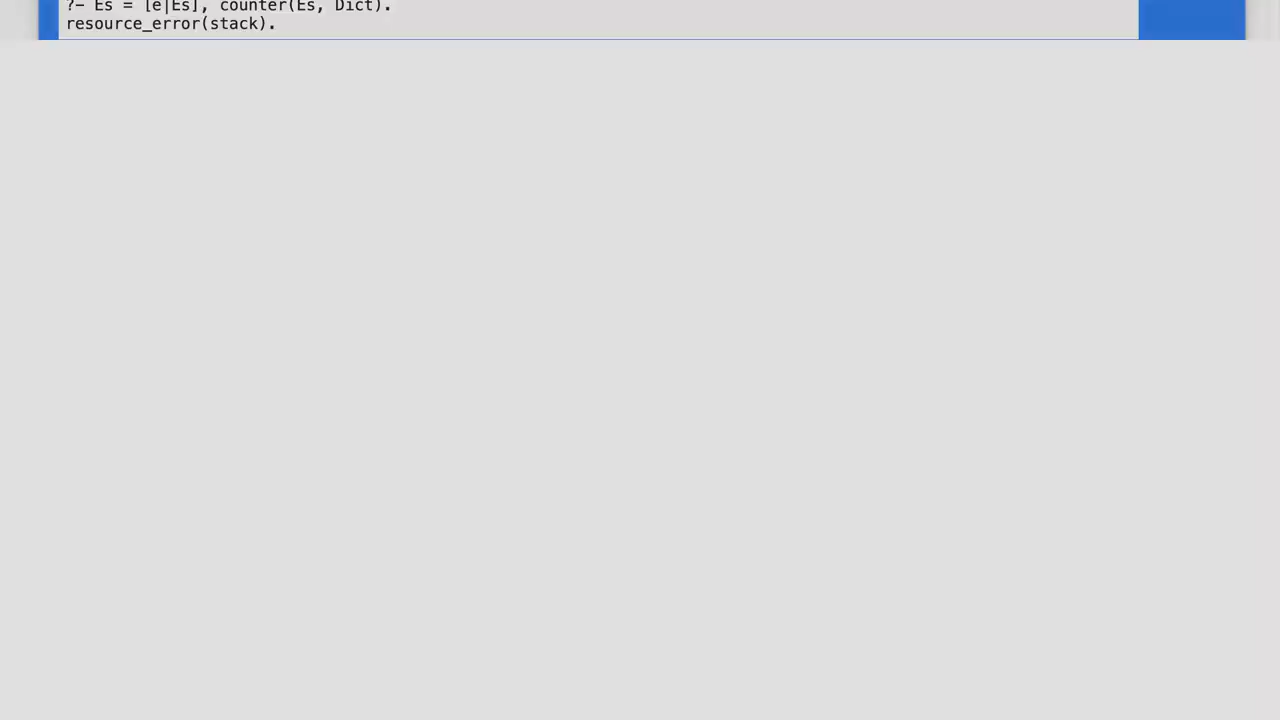 ?- Es = [e|Es], counter(Es, Dict).
resource_error(stack).